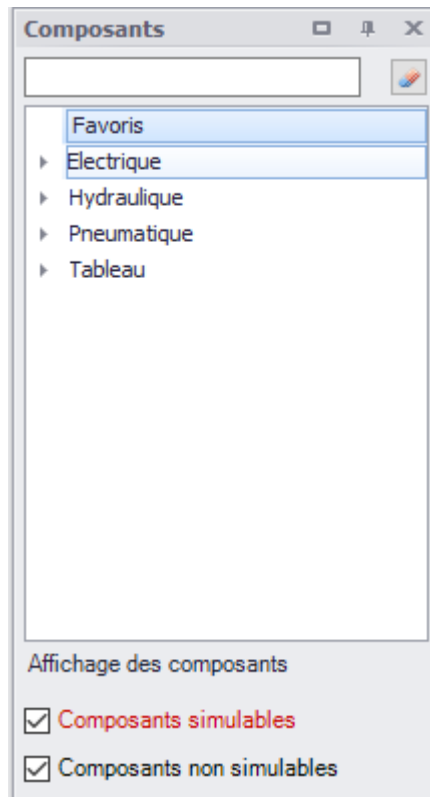 Composants
Favoris
Electrique
Hydraulique
Pneumatique
Tableau
Affichage des composants
Composants simulables
Composants non simulables